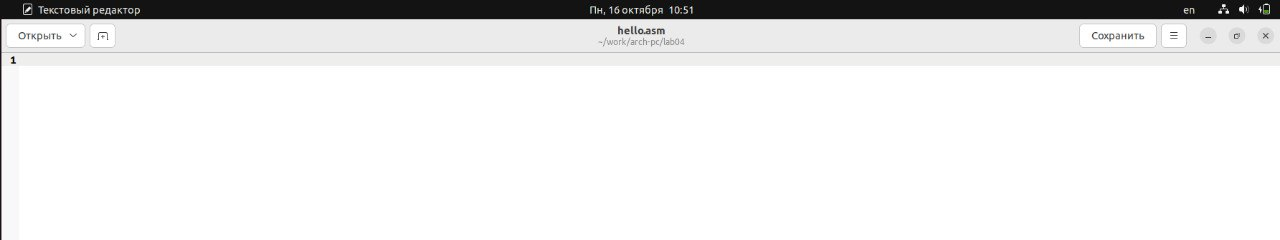 Текстовый редактор Пн, 16 октября 10:51 en
Открыть hello.asm Сохранить
~/work/arch-pc/lab04
1